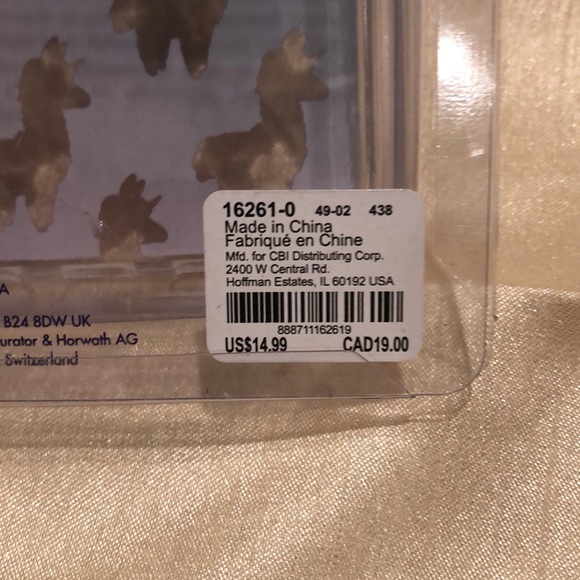 16261-0 49-02 438
Made in China
Fabriqué en Chine
Mfd. for CBI Distributing Corp.
2400 W Central Rd.
Hoffman Estates, IL 60192 USA
888711162619
US$14.99 CAD19.00
A
B24 8DW UK
urator & Horwath AG
Switzerland